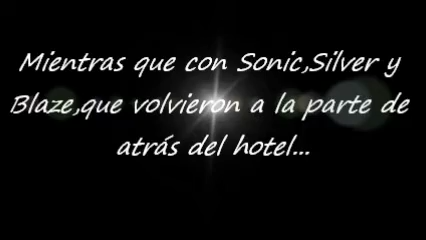 Mientras que con Sonic,Silver y
Blaze,que volvieron a la parte de
atrás del hotel...